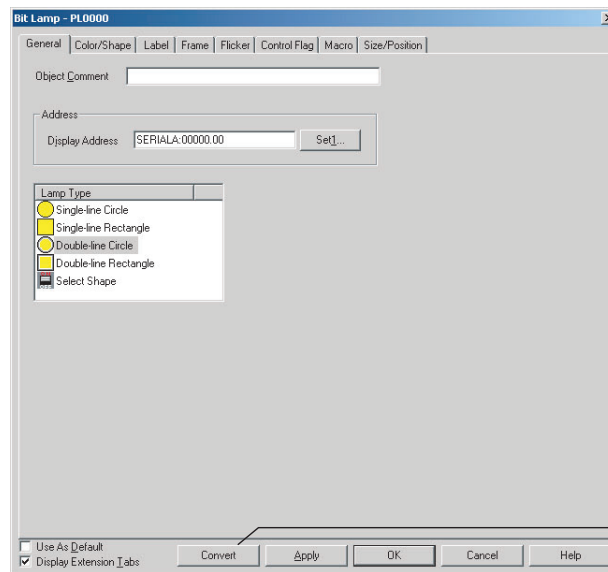 Bit Lamp - PL0000
General Color/Shape Label Frame Flicker Control Flag Macro Size/Position
Object Comment
Address
Display Address SERIALA:00000.00 Set1...
Lamp Type
Single-line Circle
Single-line Rectangle
Double-line Circle
Double-line Rectangle
Select Shape
Use As Default
Display Extension Tabs
Convert Apply OK Cancel Help